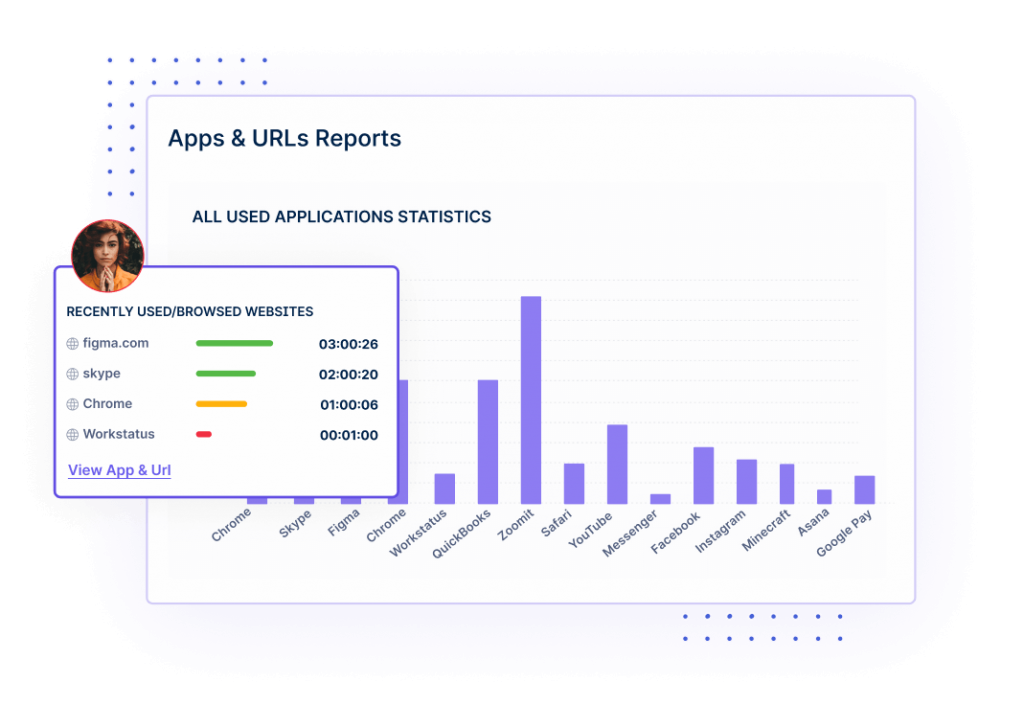 Apps & URLs Reports
ALL USED APPLICATIONS STATISTICS
RECENTLY USED/BROWSED WEBSITES
figma.com 03:00:26
skype 02:00:20
Chrome 01:00:06
Workstatus 00:01:00
View App & Url
Chrome
Skype
Figma
Chrome
Workstatus
QuickBooks
Zoomit
Safari
YouTube
Messenger
Facebook
Instagram
Minecraft
Asana
Google Pay